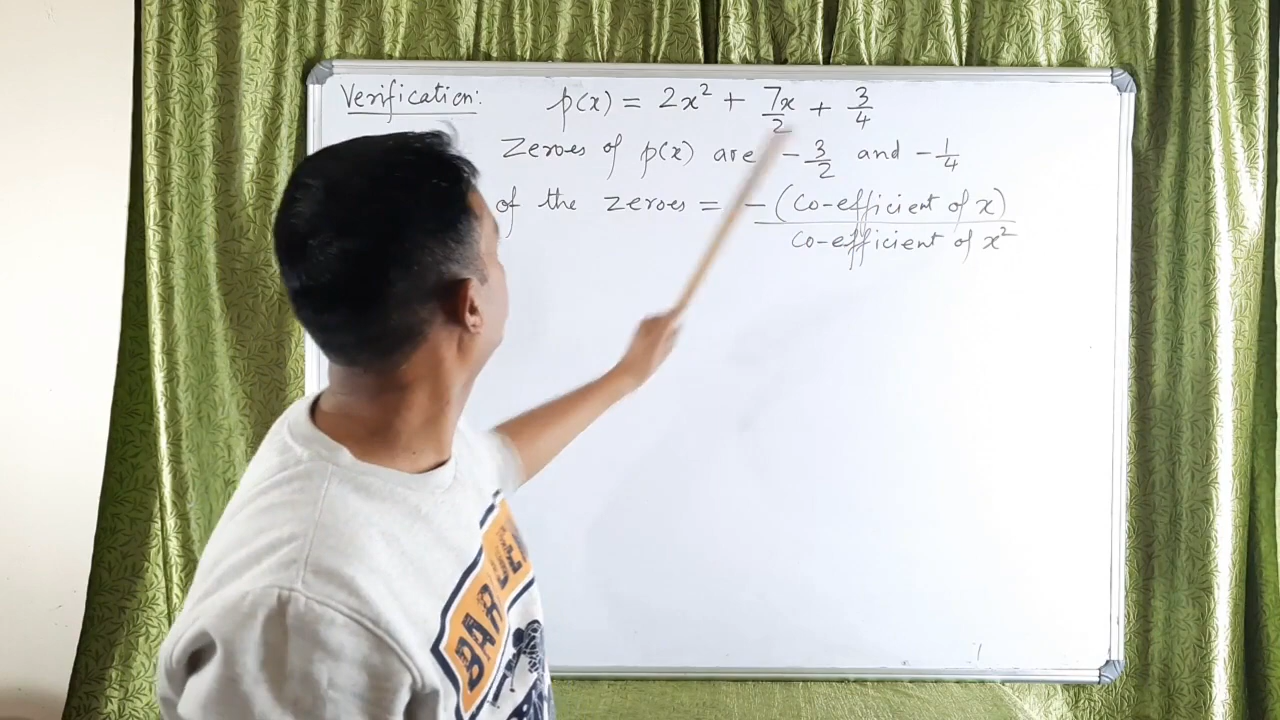 Verification: p(x) = 2x² + 7x/2 + 3/4
Zeroes of p(x) are -3/2 and -1/4
of the zeroes = -(Co-efficient of x)/Co-efficient of x²